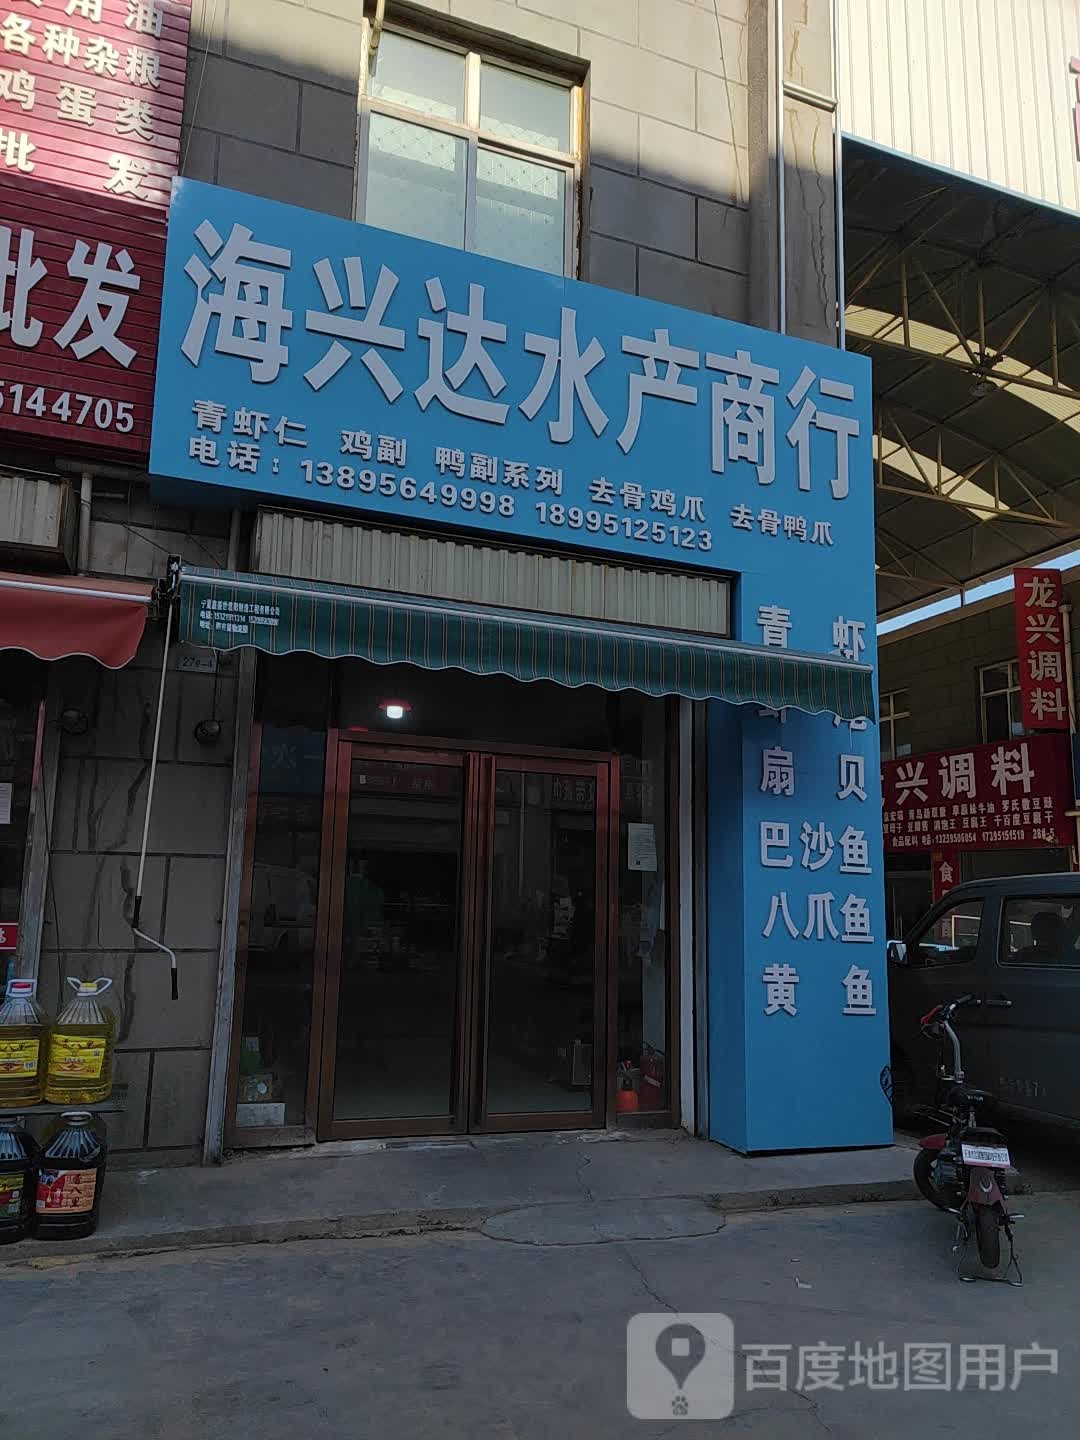 用油
各种杂粮
鸡蛋类
批发
批发
5144705
海兴达水产商行
青虾仁 鸡副 鸭副系列 去骨鸡爪 去骨鸭爪
电话：13895649998 18995125123
青虾
扇贝
巴沙鱼
八爪鱼
黄鱼
龙兴调料
兴调料
百度地图用户